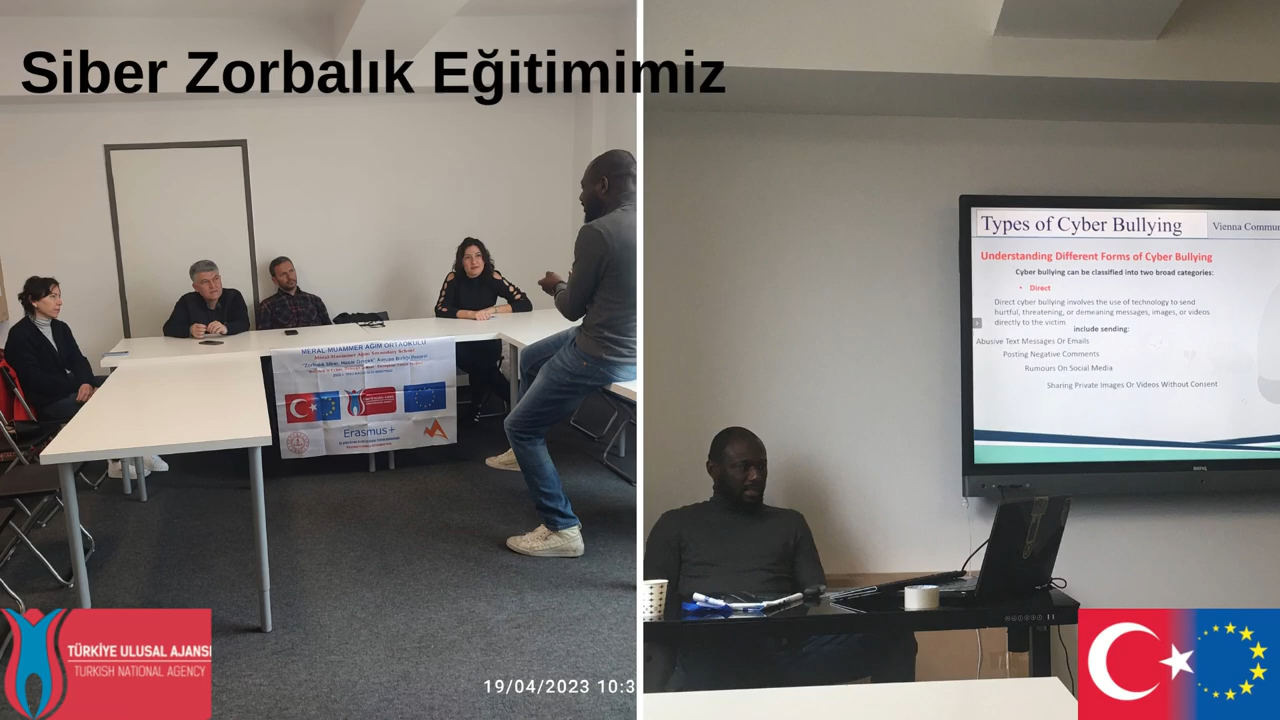 Siber Zorbalık Eğitimimiz
MERAL-MUAMMER AĞIM ORTAOKULU
Meral-Muammer Ağım Secondary School
Erasmus+
TÜRKİYE ULUSAL AJANSI
TURKISH NATIONAL AGENCY
19/04/2023 10:3
Types of Cyber Bullying
Vienna Commun
Understanding Different Forms of Cyber Bullying
Cyber bullying can be classified into two broad categories:
• Direct
Direct cyber bullying involves the use of technology to send
hurtful, threatening, or demeaning messages, images, or videos
directly to the victim
include sending:
Abusive Text Messages Or Emails
Posting Negative Comments
Rumours On Social Media
Sharing Private Images Or Videos Without Consent
BenQ